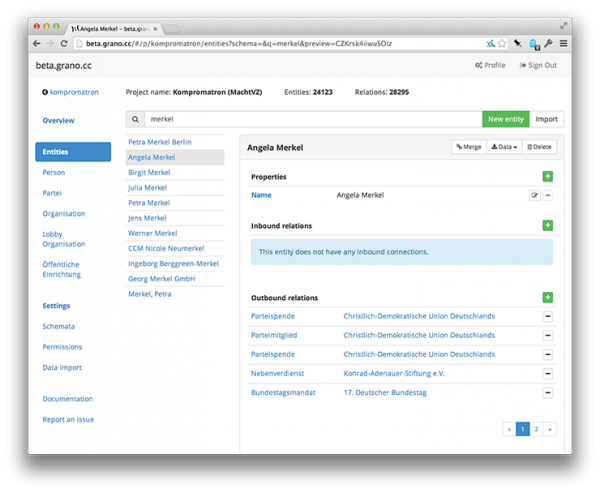 Angela Merkel – beta.grano.cc
beta.grano.cc/#/p/kompromatron/entities?schema=&q=merkel&preview=CZKrsk4iiwuSOIz
beta.grano.cc
Profile
Sign Out
kompromatron
Project name: Kompromatron (MachtVZ)
Entities: 24123
Relations: 28295
Overview
merkel
New entity
Import
Entities
Person
Partei
Organisation
Lobby
Organisation
Öffentliche
Einrichtung
Settings
Schemata
Permissions
Data import
Documentation
Report an issue
Petra Merkel Berlin
Angela Merkel
Birgit Merkel
Julia Merkel
Petra Merkel
Jens Merkel
Werner Merkel
CCM Nicole Neumerkel
Ingeborg Berggreen-Merkel
Georg Merkel GmbH
Merkel, Petra
Angela Merkel
Merge
Data
Delete
Properties
Name Angela Merkel
Inbound relations
This entity does not have any inbound connections.
Outbound relations
Parteispende Christlich-Demokratische Union Deutschlands
Parteimitglied Christlich-Demokratische Union Deutschlands
Parteispende Christlich-Demokratische Union Deutschlands
Nebenverdienst Konrad-Adenauer-Stiftung e.V.
Bundestagsmandat 17. Deutscher Bundestag
« 1 2 »